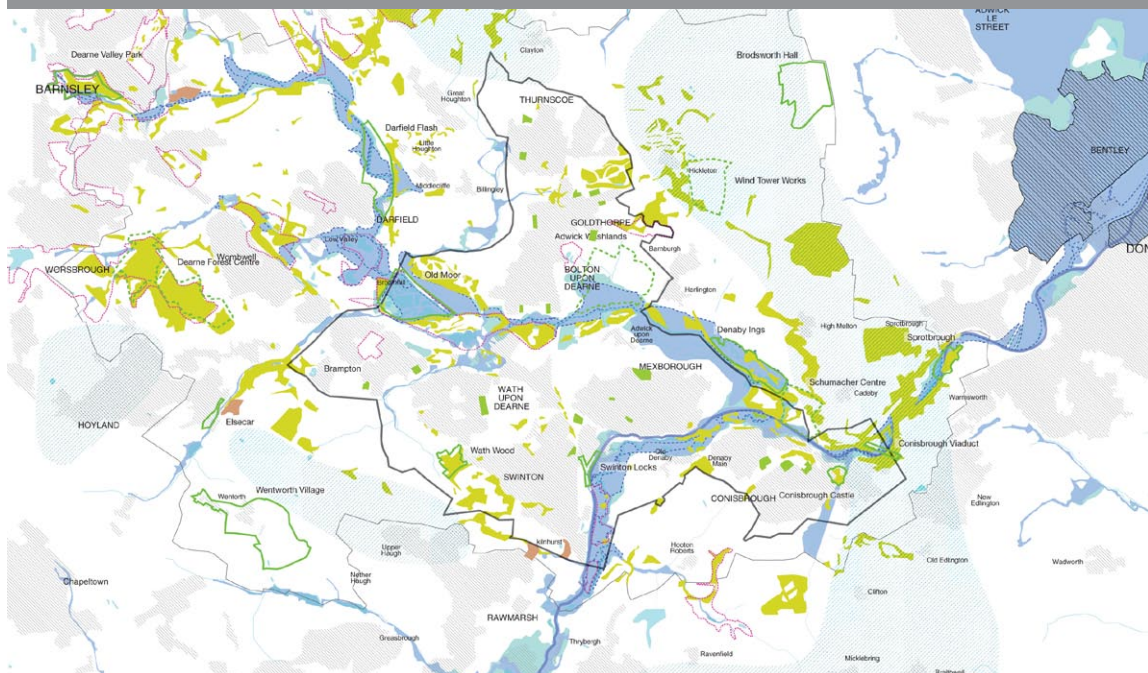 ADWICK
LE
STREET
Clayton
Dearne Valley Park
Brodsworth Hall
BARNSLEY
Great
Houghton
THURNSCOE
Darfield Flash
Little
Houghton
BENTLEY
Middlecliffe
Billingley
Hickleton
Wind Tower Works
DARFIELD
GOLDTHORPE
Adwick Washlands
Barnburgh
DON
Low Valley
Wombwell
Dearne Forest Centre
WORSBROUGH
Old Moor
BOLTON
UPON
DEARNE
Broomhill
Harlington
Adwick
upon
Dearne
Denaby Ings
High Melton
Sprotbrough
Sprotbrough
Brampton
MEXBOROUGH
Schumacher Centre
Cadeby
Warmsworth
WATH
UPON
DEARNE
HOYLAND
Elsecar
Conisbrough Viaduct
Wath Wood
Old
Denaby
Denaby
Main
Swinton Locks
SWINTON
Wentworth Village
CONISBROUGH
Conisbrough Castle
New
Edlington
Kilnhurst
Upper
Haugh
Hooton
Roberts
Old Edlington
Wadworth
Chapeltown
Nether
Haugh
Clifton
RAWMARSH
Greasbrough
Thrybergh
Ravenfield
Micklebring